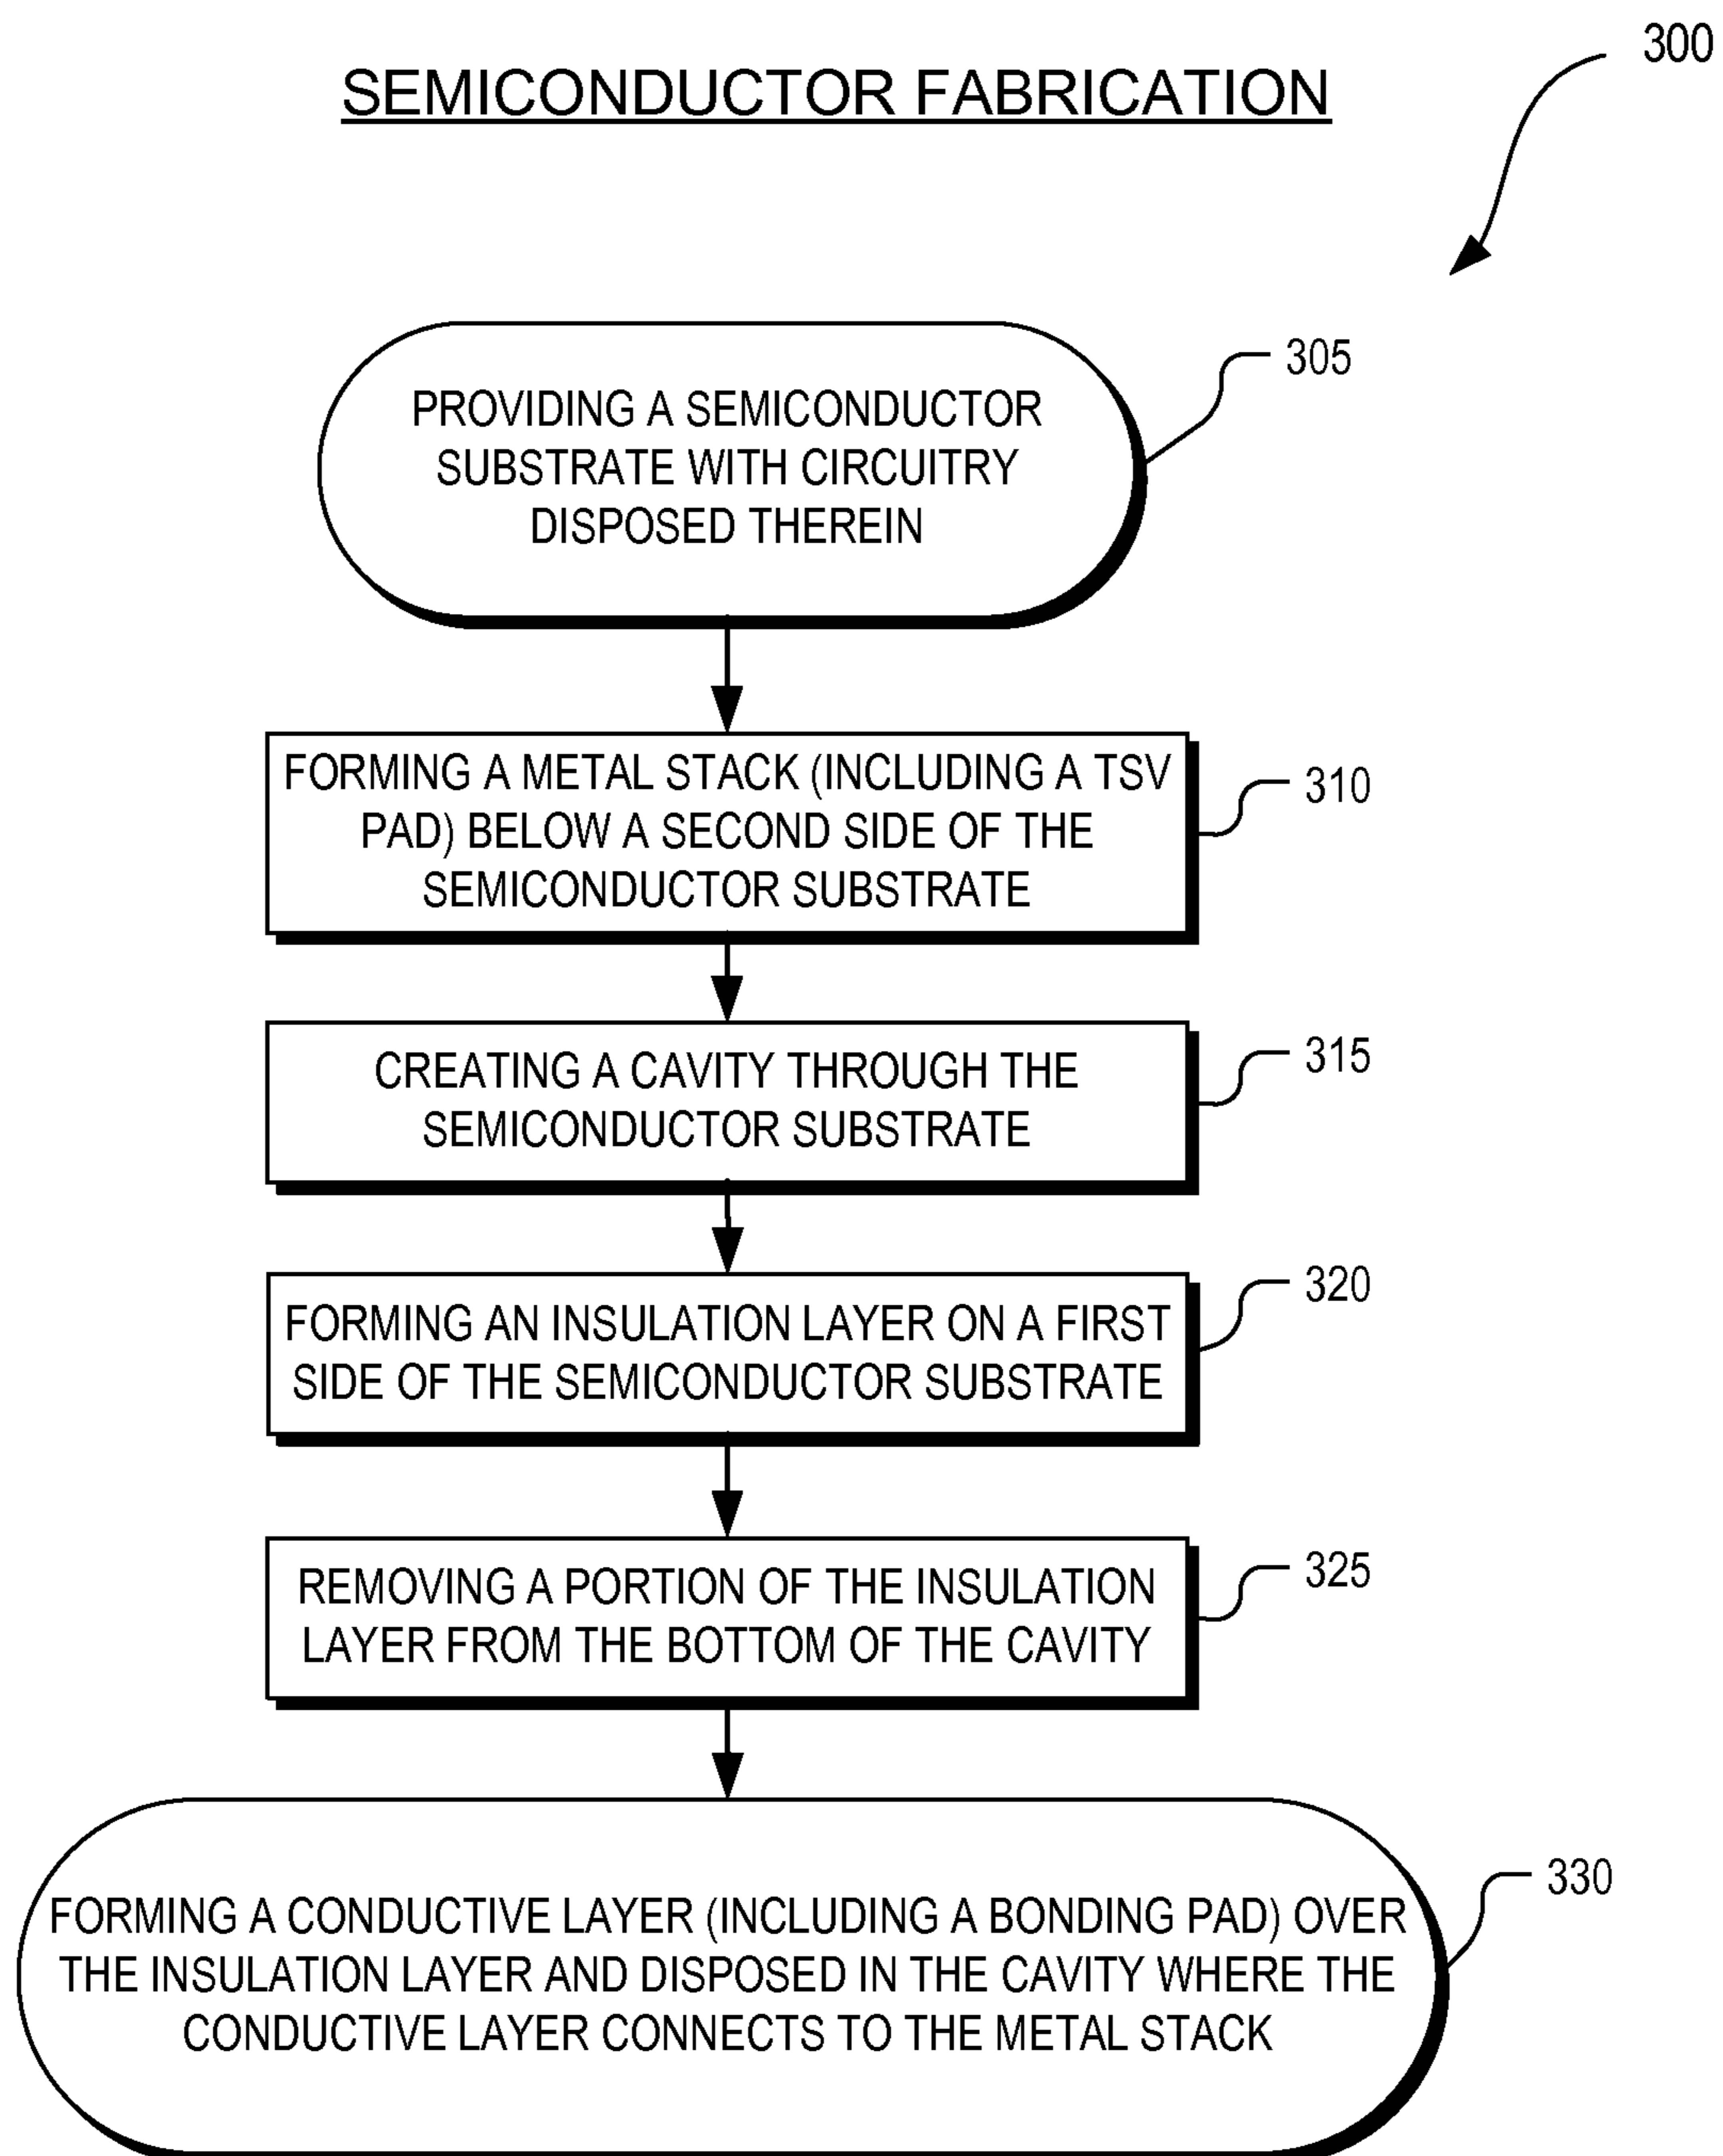 300
SEMICONDUCTOR FABRICATION
305
PROVIDING A SEMICONDUCTOR
SUBSTRATE WITH CIRCUITRY
DISPOSED THEREIN
310
FORMING A METAL STACK (INCLUDING A TSV
PAD) BELOW A SECOND SIDE OF THE
SEMICONDUCTOR SUBSTRATE
315
CREATING A CAVITY THROUGH THE
SEMICONDUCTOR SUBSTRATE
320
FORMING AN INSULATION LAYER ON A FIRST
SIDE OF THE SEMICONDUCTOR SUBSTRATE
325
REMOVING A PORTION OF THE INSULATION
LAYER FROM THE BOTTOM OF THE CAVITY
330
FORMING A CONDUCTIVE LAYER (INCLUDING A BONDING PAD) OVER
THE INSULATION LAYER AND DISPOSED IN THE CAVITY WHERE THE
CONDUCTIVE LAYER CONNECTS TO THE METAL STACK